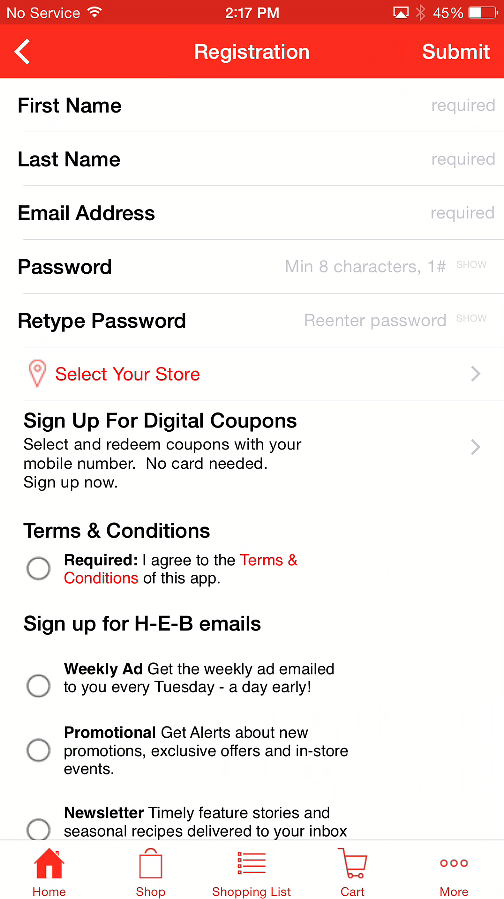 No Service 2:17 PM 45%
Registration Submit
First Name required
Last Name required
Email Address required
Password Min 8 characters, 1# SHOW
Retype Password Reenter password SHOW
Select Your Store
Sign Up For Digital Coupons
Select and redeem coupons with your
mobile number. No card needed.
Sign up now.
Terms & Conditions
Required: I agree to the Terms &
Conditions of this app.
Sign up for H-E-B emails
Weekly Ad Get the weekly ad emailed
to you every Tuesday - a day early!
Promotional Get Alerts about new
promotions, exclusive offers and in-store
events.
Newsletter Timely feature stories and
seasonal recipes delivered to your inbox
Home Shop Shopping List Cart More